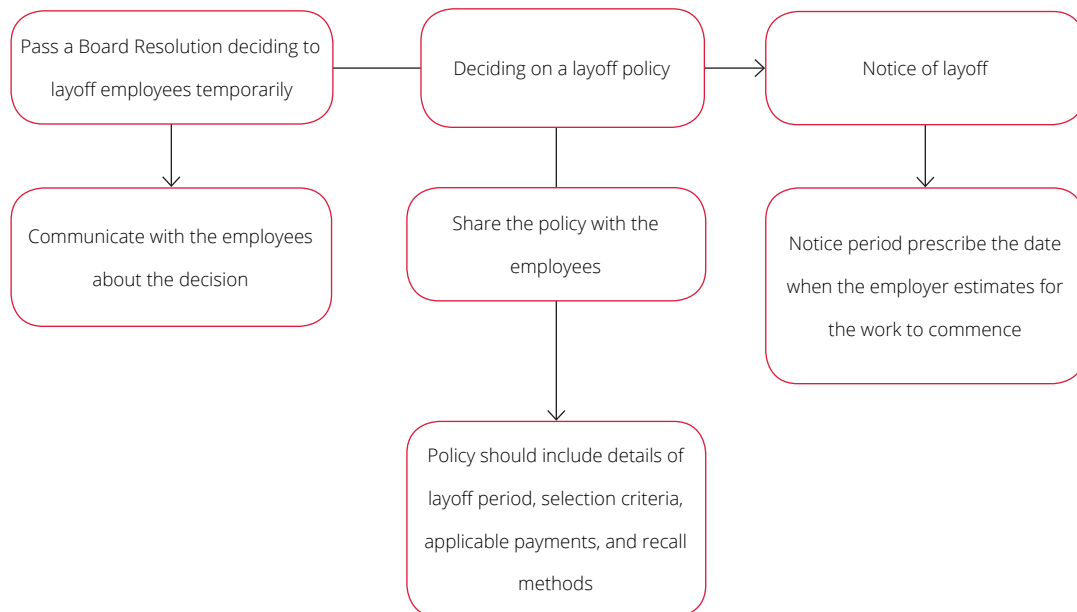 Pass a Board Resolution deciding to
layoff employees temporarily
Deciding on a layoff policy
Notice of layoff
Communicate with the employees
about the decision
Share the policy with the
employees
Notice period prescribe the date
when the employer estimates for
the work to commence
Policy should include details of
layoff period, selection criteria,
applicable payments, and recall
methods